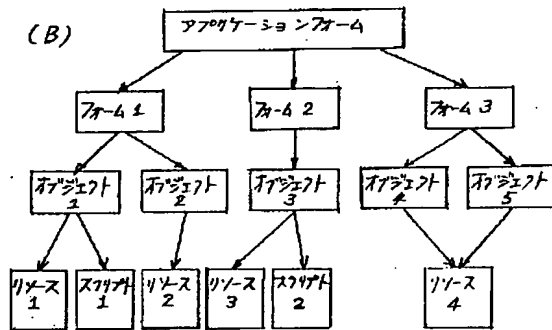 (B)
アプリケーションフォーム
フォーム1
フォーム2
フォーム3
オブジェクト
1
オブジェクト
2
オブジェクト
3
オブジェクト
4
オブジェクト
5
リソース
1
スクリプト
1
リソース
2
リソース
3
スクリプト
2
リソース
4